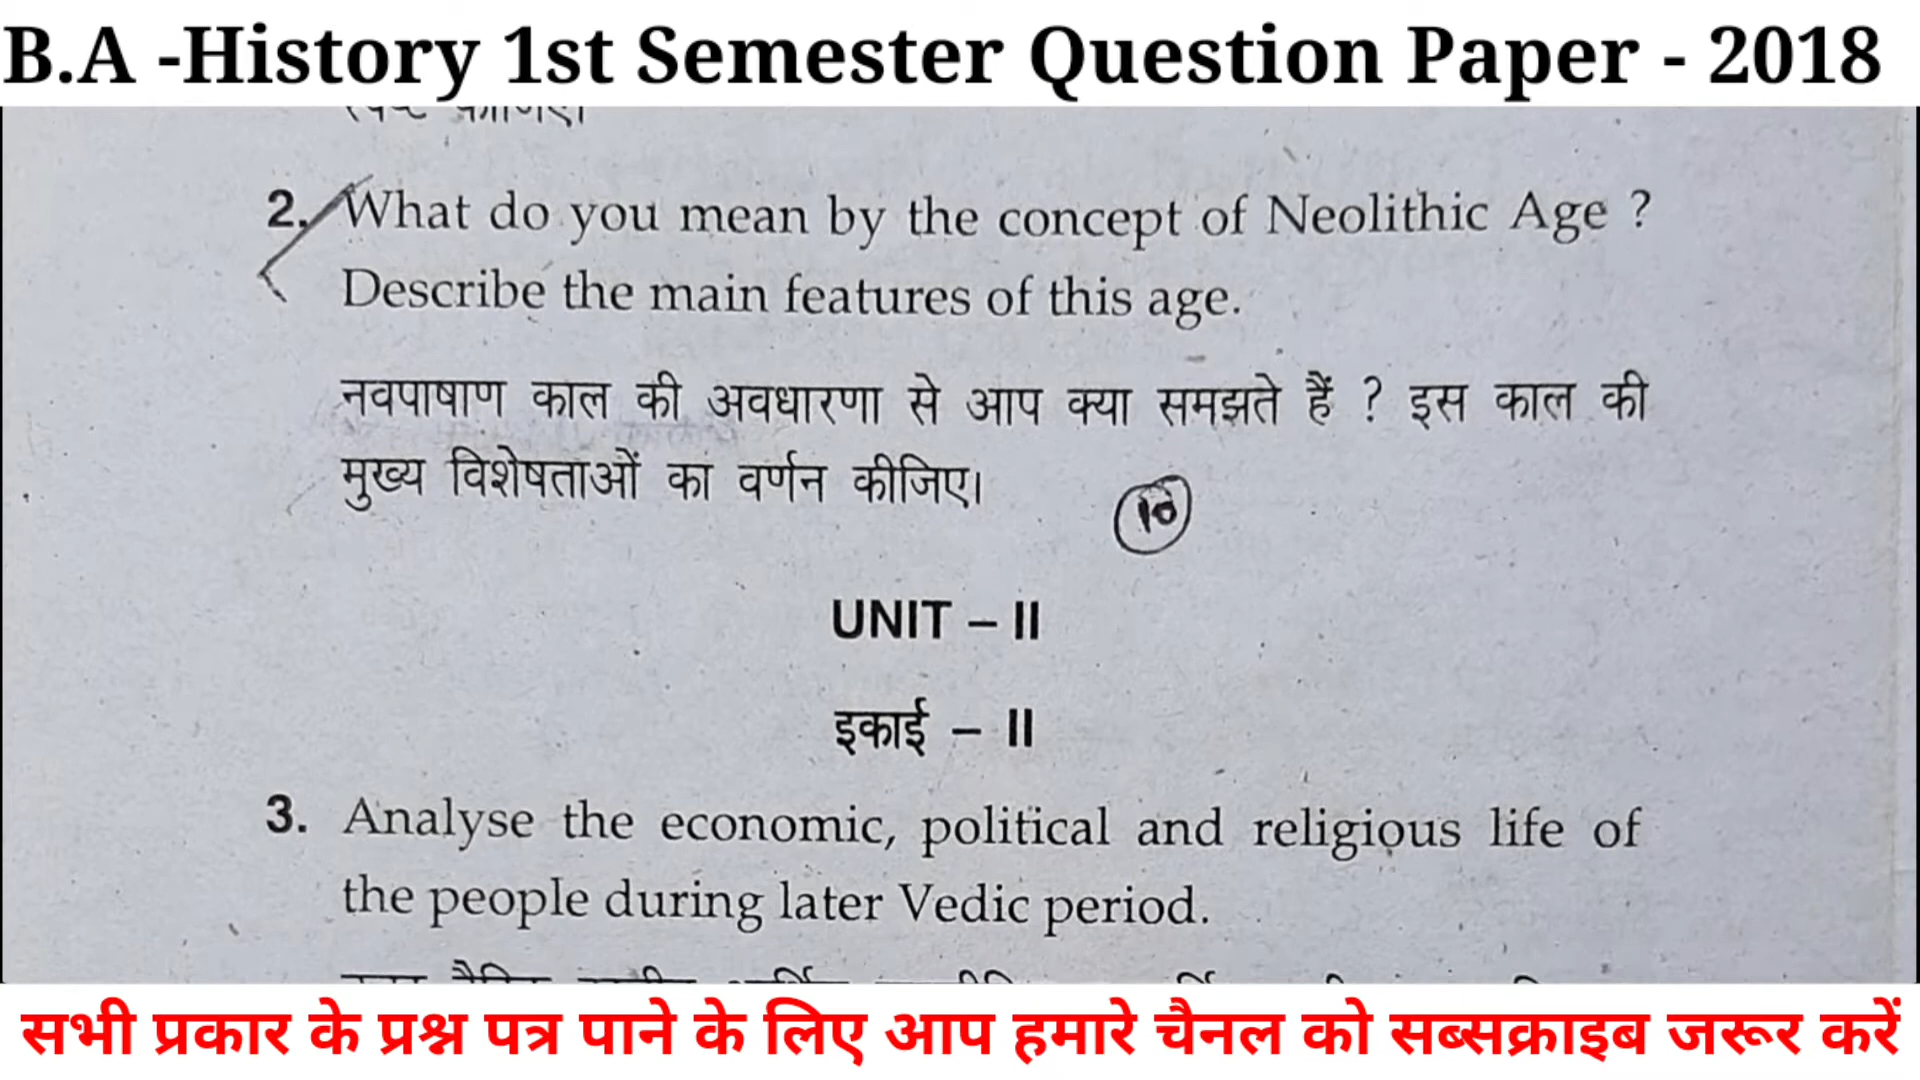 B.A -History 1st Semester Question Paper - 2018
2. What do you mean by the concept of Neolithic Age ?
Describe the main features of this age.
नवपाषाण काल की अवधारणा से आप क्या समझते हैं ? इस काल की
मुख्य विशेषताओं का वर्णन कीजिए।
10
UNIT – II
इकाई – II
3. Analyse the economic, political and religious life of
the people during later Vedic period.
सभी प्रकार के प्रश्न पत्र पाने के लिए आप हमारे चैनल को सब्सक्राइब जरूर करें